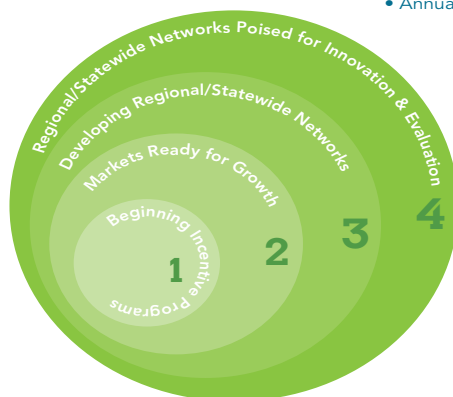 • Annua
Regional/Statewide Networks Poised for Innovation & Evaluation
4
Developing Regional/Statewide Networks
3
Markets Ready for Growth
2
Beginning Incentive Programs
1